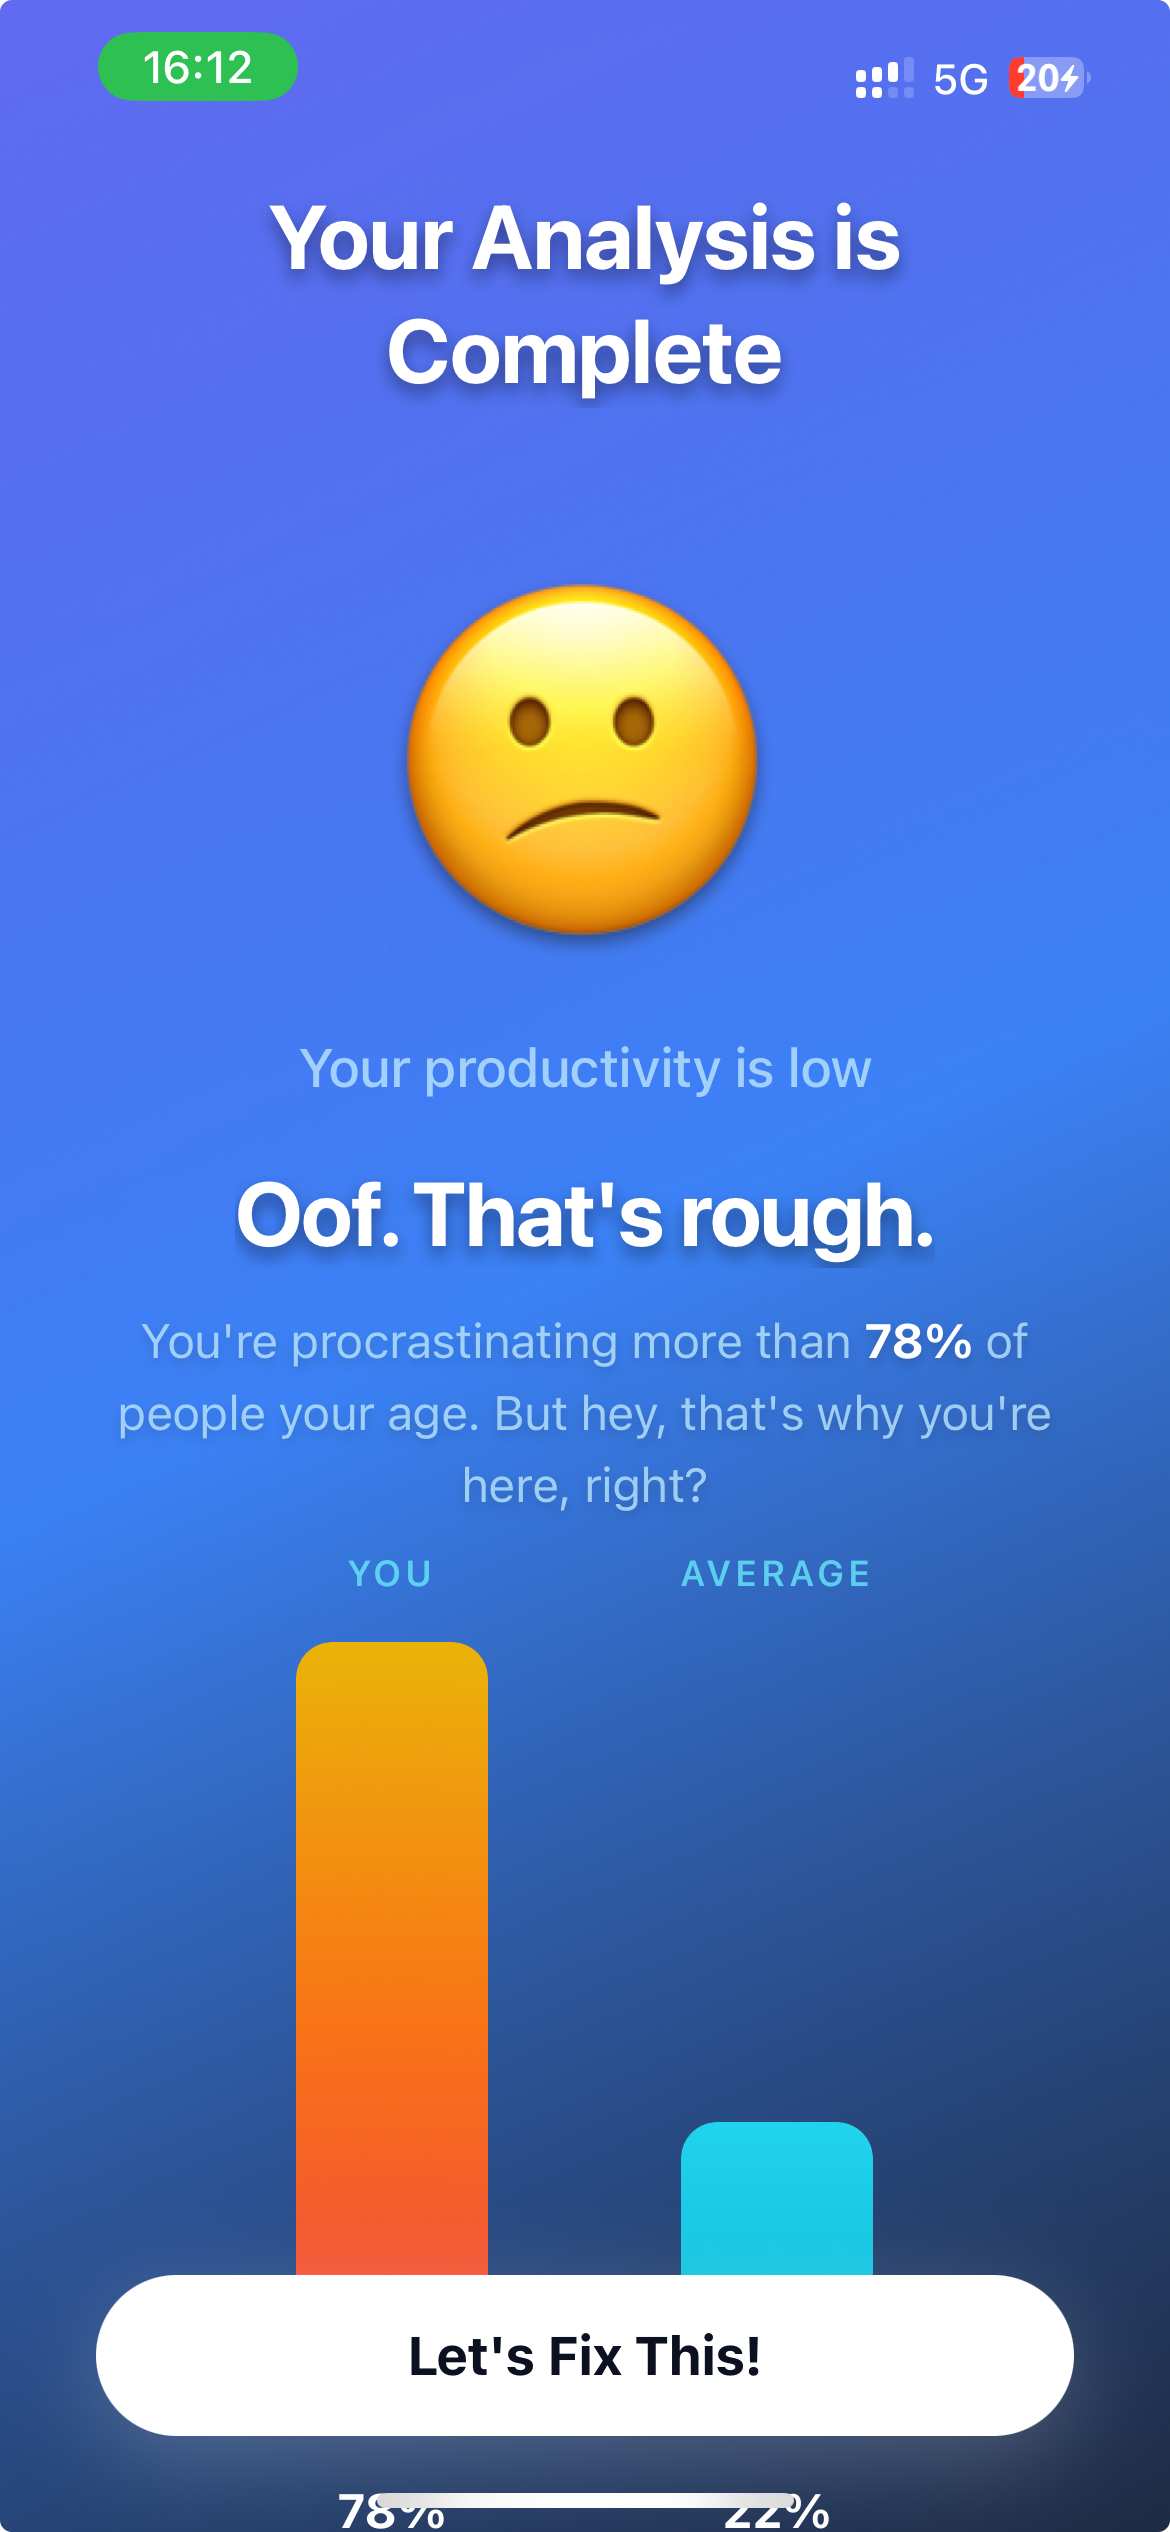 16:12
5G 20
Your Analysis is
Complete
Your productivity is low
Oof. That's rough.
You're procrastinating more than 78% of
people your age. But hey, that's why you're
here, right?
YOU AVERAGE
Let's Fix This!
78% 22%